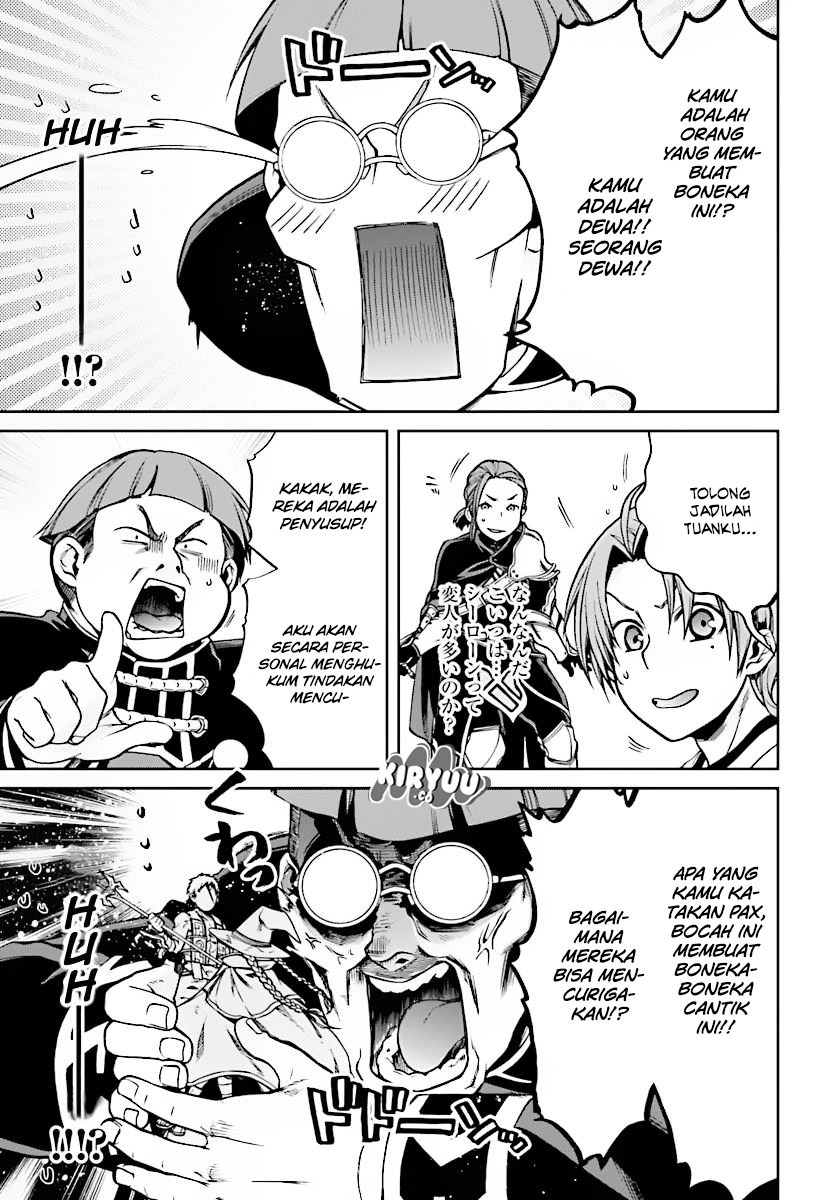 KAMU
ADALAH
ORANG
YANG MEM-
BUAT
BONEKA
INI!?
KAMU
ADALAH
DEWA!!
SEORANG
DEWA!!
ドドーンッ
HUH
!!?
TOLONG
JADILAH
TUANKU...
なんなんだ
こいつは…
シーローンって
変人が多いのか?
KAKAK, ME-
REKA ADALAH
PENYUSUP!
AKU AKAN
SECARA PER-
SONAL MENGHU-
KUM TINDAKAN
MENCU-
KIRYUU
.co
APA YANG
KAMU KA-
TAKAN PAX,
BOCAH INI
MEMBUAT
BONEKA-
BONEKA
CANTIK
INI!!
BAGAI-
MANA
MEREKA
BISA MEN-
CURIGA-
KAN!?
くわっ
HUH
!!!?
ドドーンッ